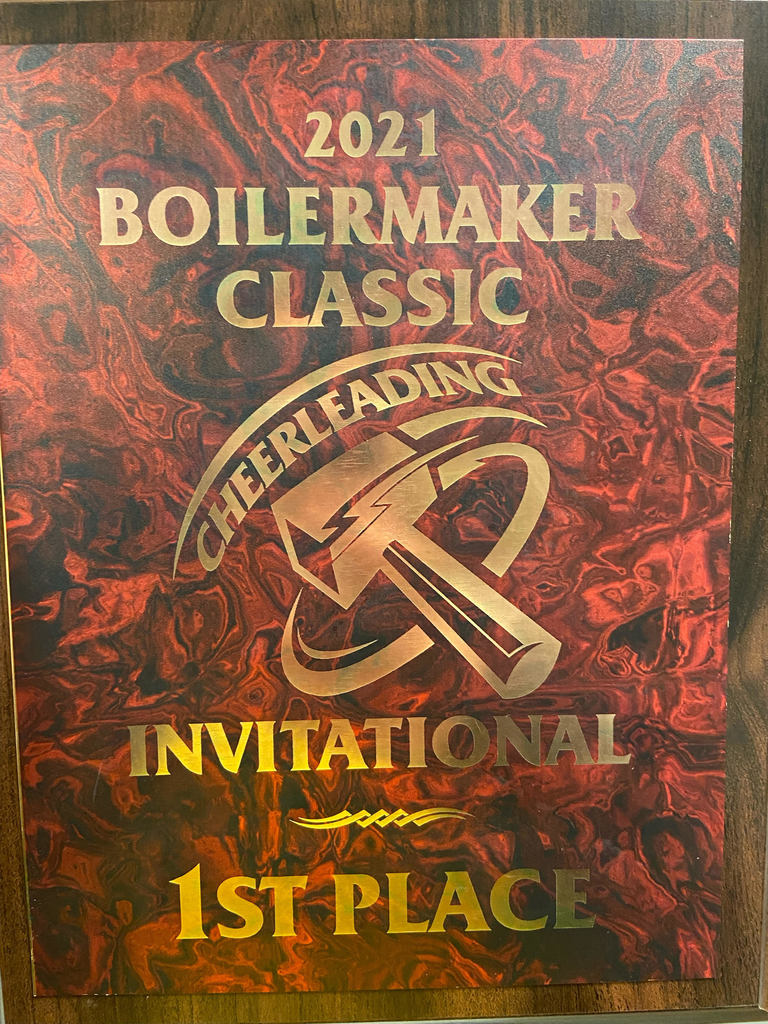 2021
BOILERMAKER
CLASSIC
CHEERLEADING
INVITATIONAL
1ST PLACE